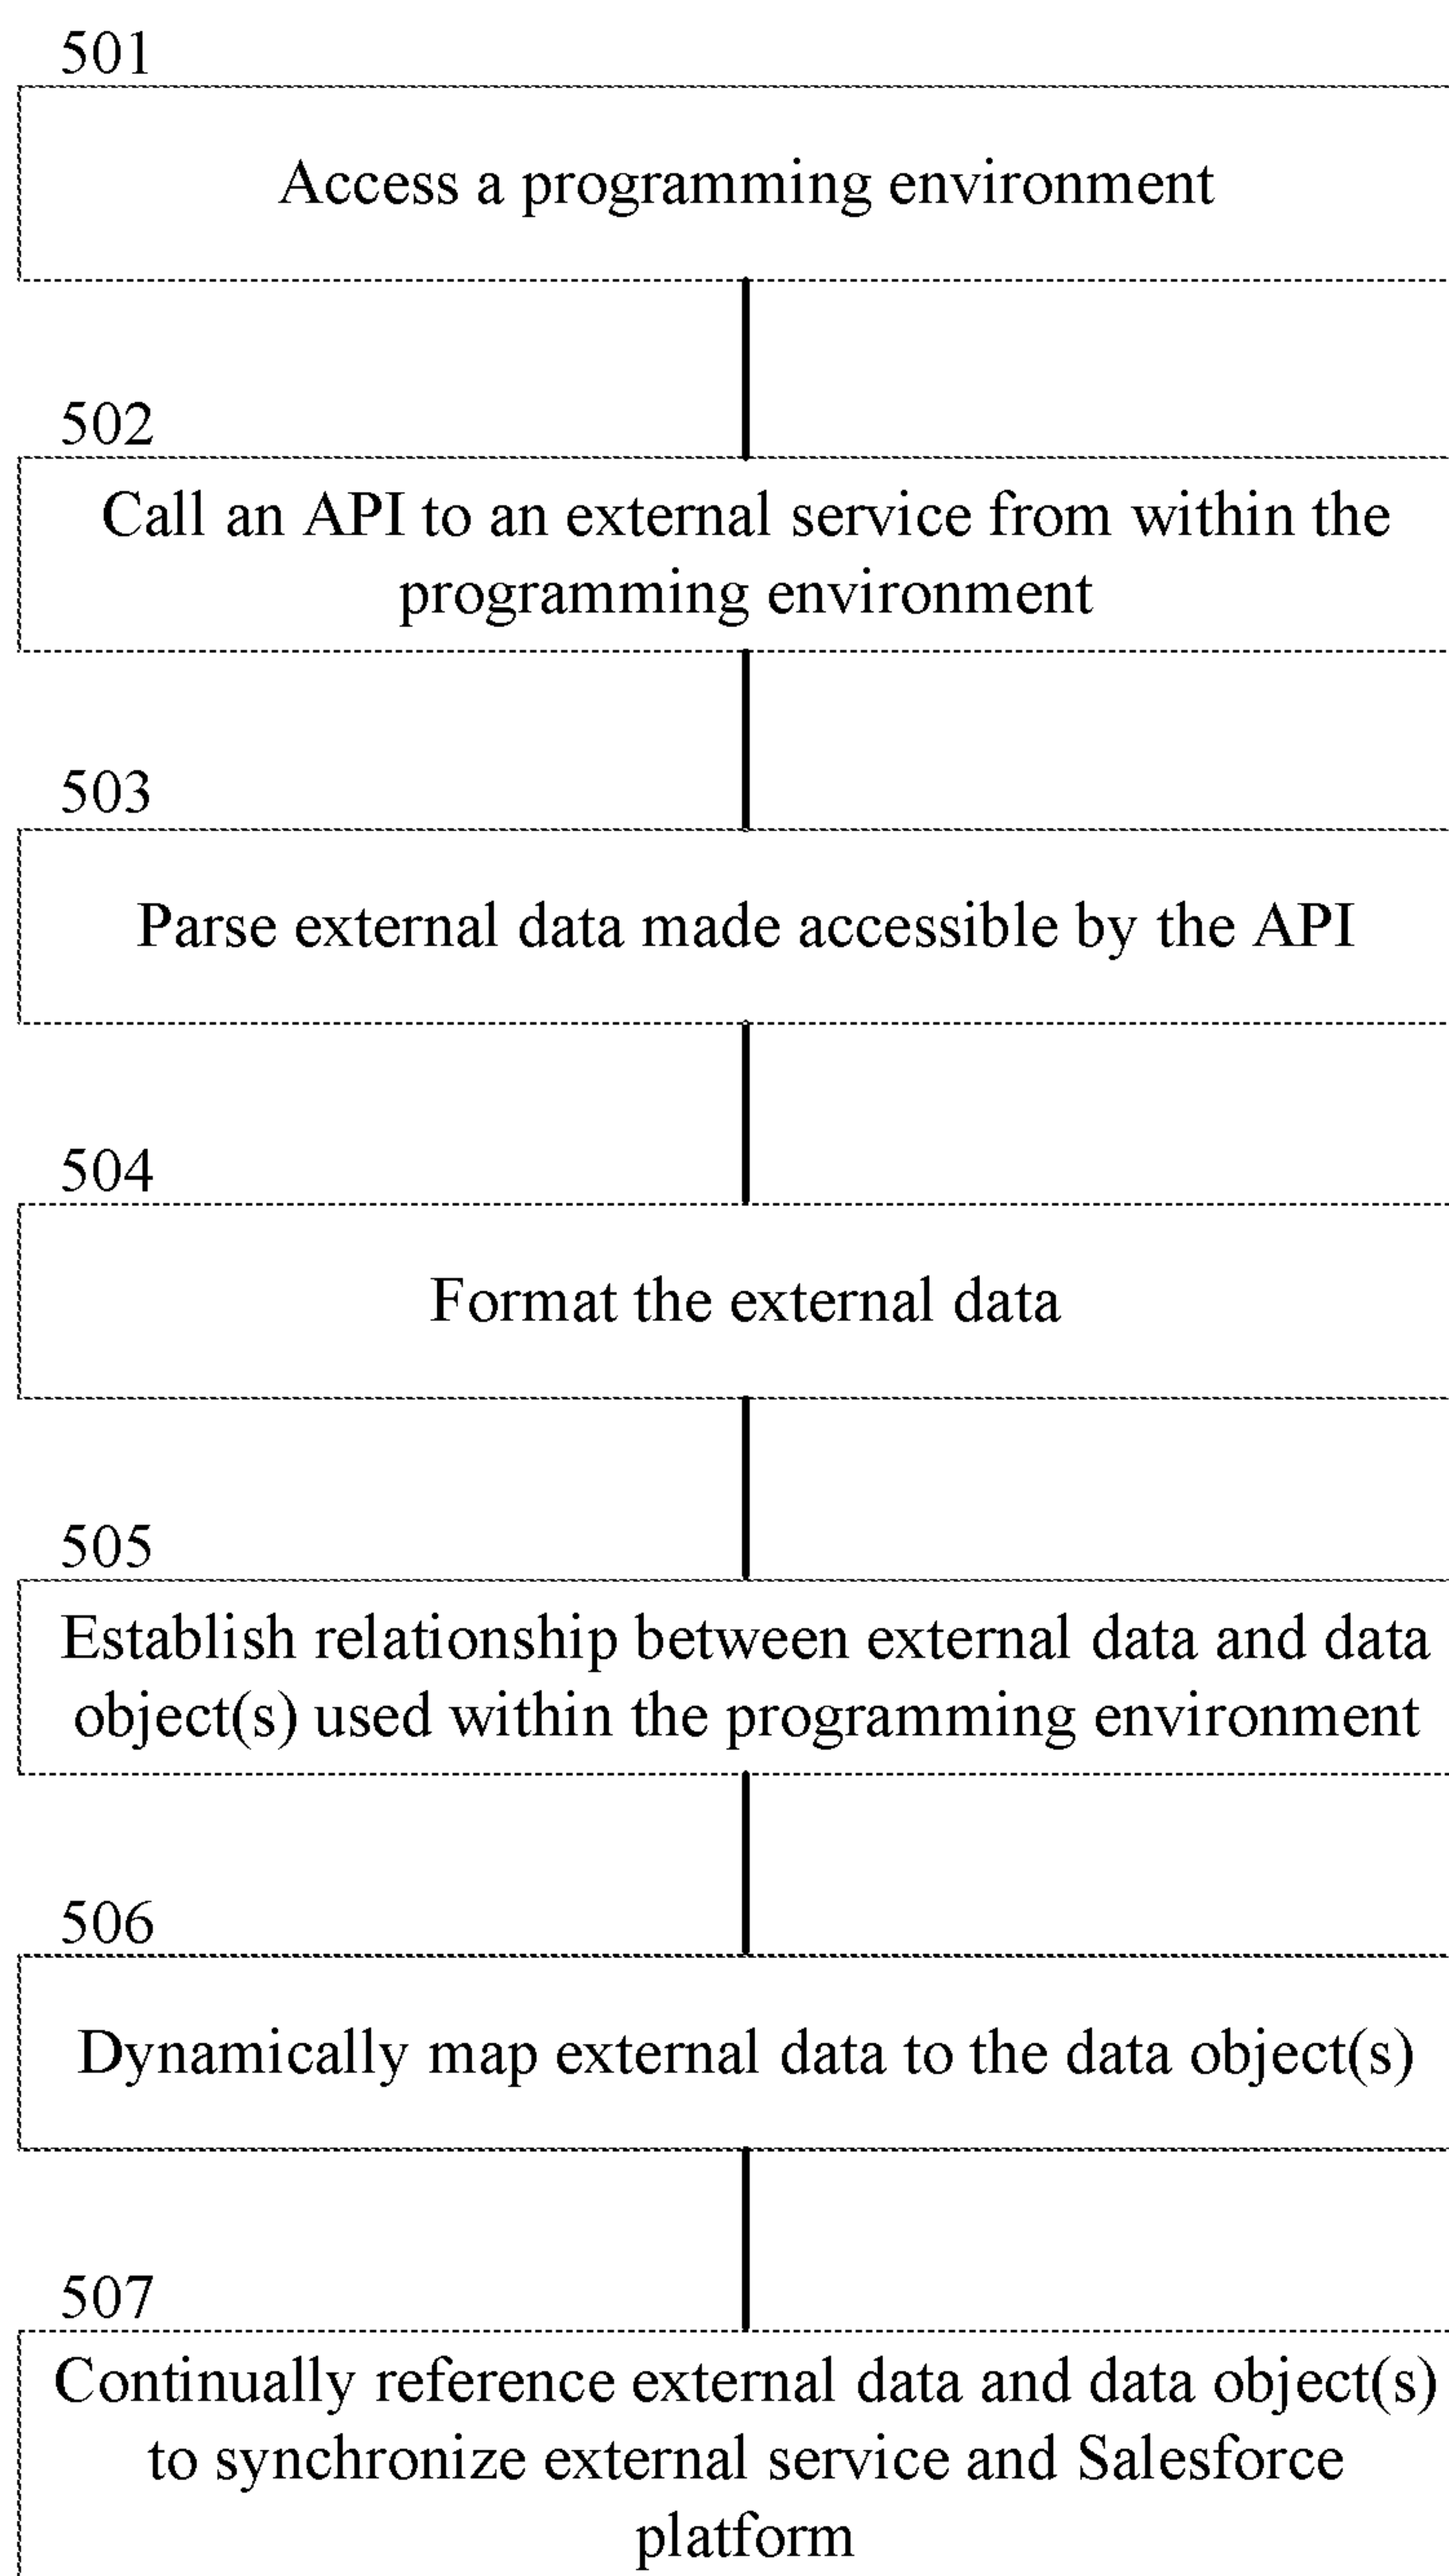 501
Access a programming environment
502
Call an API to an external service from within the
programming environment
503
Parse external data made accessible by the API
504
Format the external data
505
Establish relationship between external data and data
object(s) used within the programming environment
506
Dynamically map external data to the data object(s)
507
Continually reference external data and data object(s)
to synchronize external service and Salesforce
platform